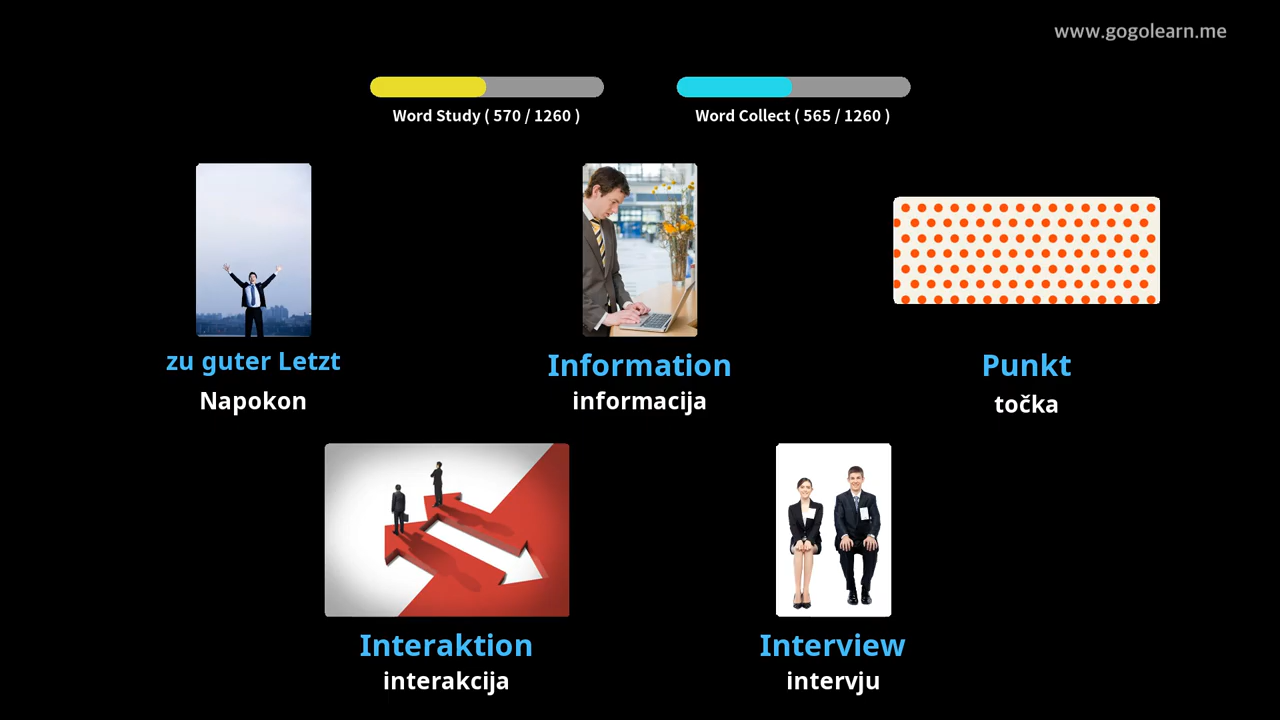 www.gogolearn.me
Word Study ( 570 / 1260 )
Word Collect ( 565 / 1260 )
zu guter Letzt
Napokon
Information
informacija
Punkt
točka
Interaktion
interakcija
Interview
intervju